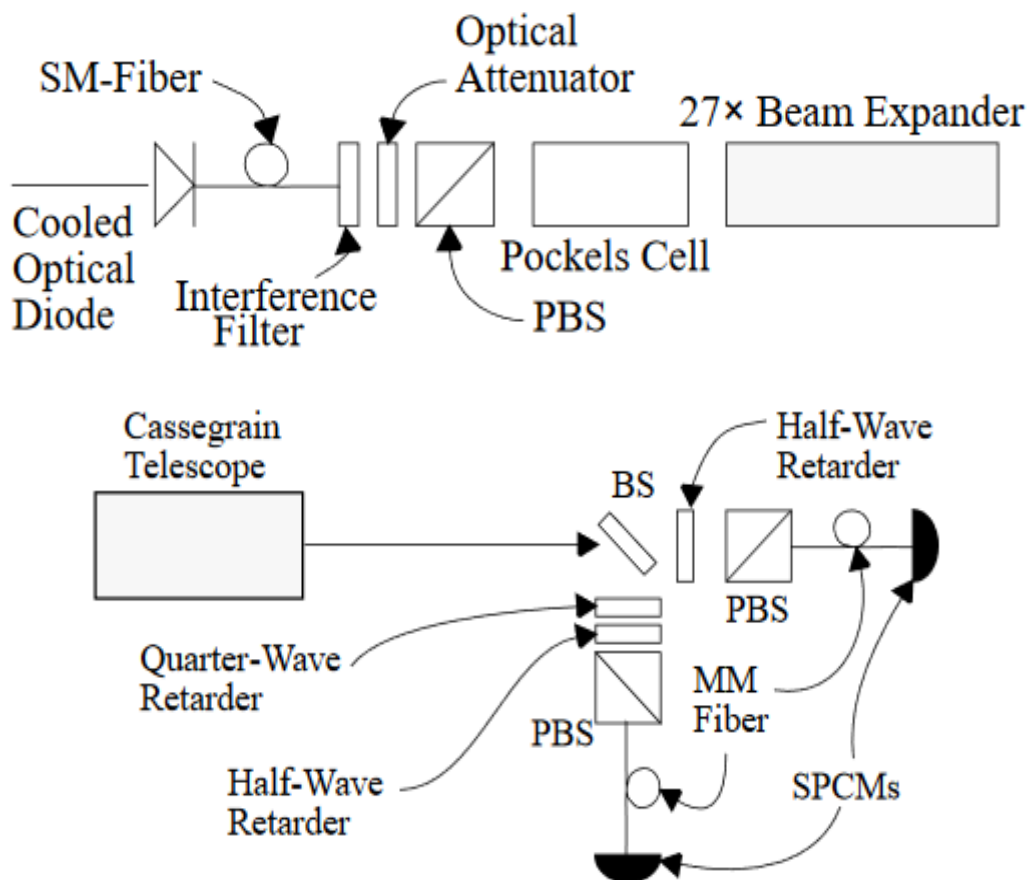 Optical
Attenuator
SM-Fiber
27× Beam Expander
Cooled
Optical
Diode
Interference
Filter
Pockels Cell
PBS
Cassegrain
Telescope
Half-Wave
Retarder
BS
PBS
Quarter-Wave
Retarder
MM
Fiber
PBS
Half-Wave
Retarder
SPCMs